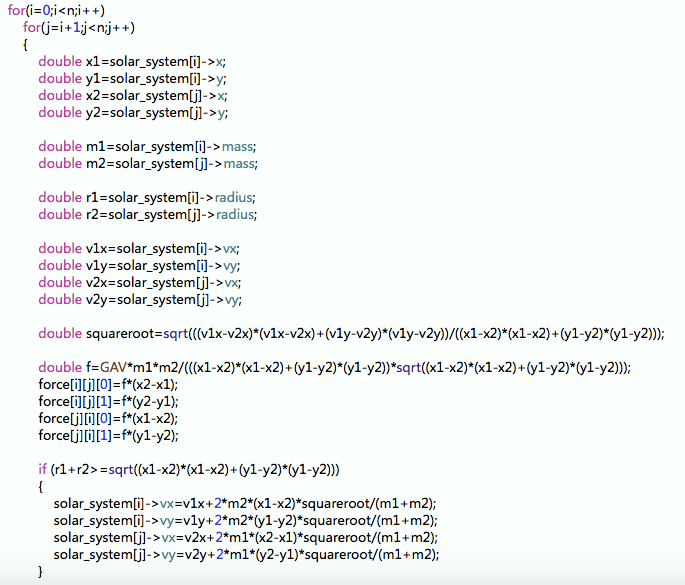 for(i=0;i<n;i++)
for(j=i+1;j<n;j++)
{
double x1=solar_system[i]->x;
double y1=solar_system[i]->y;
double x2=solar_system[j]->x;
double y2=solar_system[j]->y;
double m1=solar_system[i]->mass;
double m2=solar_system[j]->mass;
double r1=solar_system[i]->radius;
double r2=solar_system[j]->radius;
double v1x=solar_system[i]->vx;
double v1y=solar_system[i]->vy;
double v2x=solar_system[j]->vx;
double v2y=solar_system[j]->vy;
double squareroot=sqrt(((v1x-v2x)*(v1x-v2x)+(v1y-v2y)*(v1y-v2y))/((x1-x2)*(x1-x2)+(y1-y2)*(y1-y2)));
double f=GAV*m1*m2/(((x1-x2)*(x1-x2)+(y1-y2)*(y1-y2))*sqrt((x1-x2)*(x1-x2)+(y1-y2)*(y1-y2)));
force[i][j][0]=f*(x2-x1);
force[i][j][1]=f*(y2-y1);
force[j][i][0]=f*(x1-x2);
force[j][i][1]=f*(y1-y2);
if (r1+r2>=sqrt((x1-x2)*(x1-x2)+(y1-y2)*(y1-y2)))
{
solar_system[i]->vx=v1x+2*m2*(x1-x2)*squareroot/(m1+m2);
solar_system[i]->vy=v1y+2*m2*(y1-y2)*squareroot/(m1+m2);
solar_system[j]->vx=v2x+2*m1*(x2-x1)*squareroot/(m1+m2);
solar_system[j]->vy=v2y+2*m1*(y2-y1)*squareroot/(m1+m2);
}